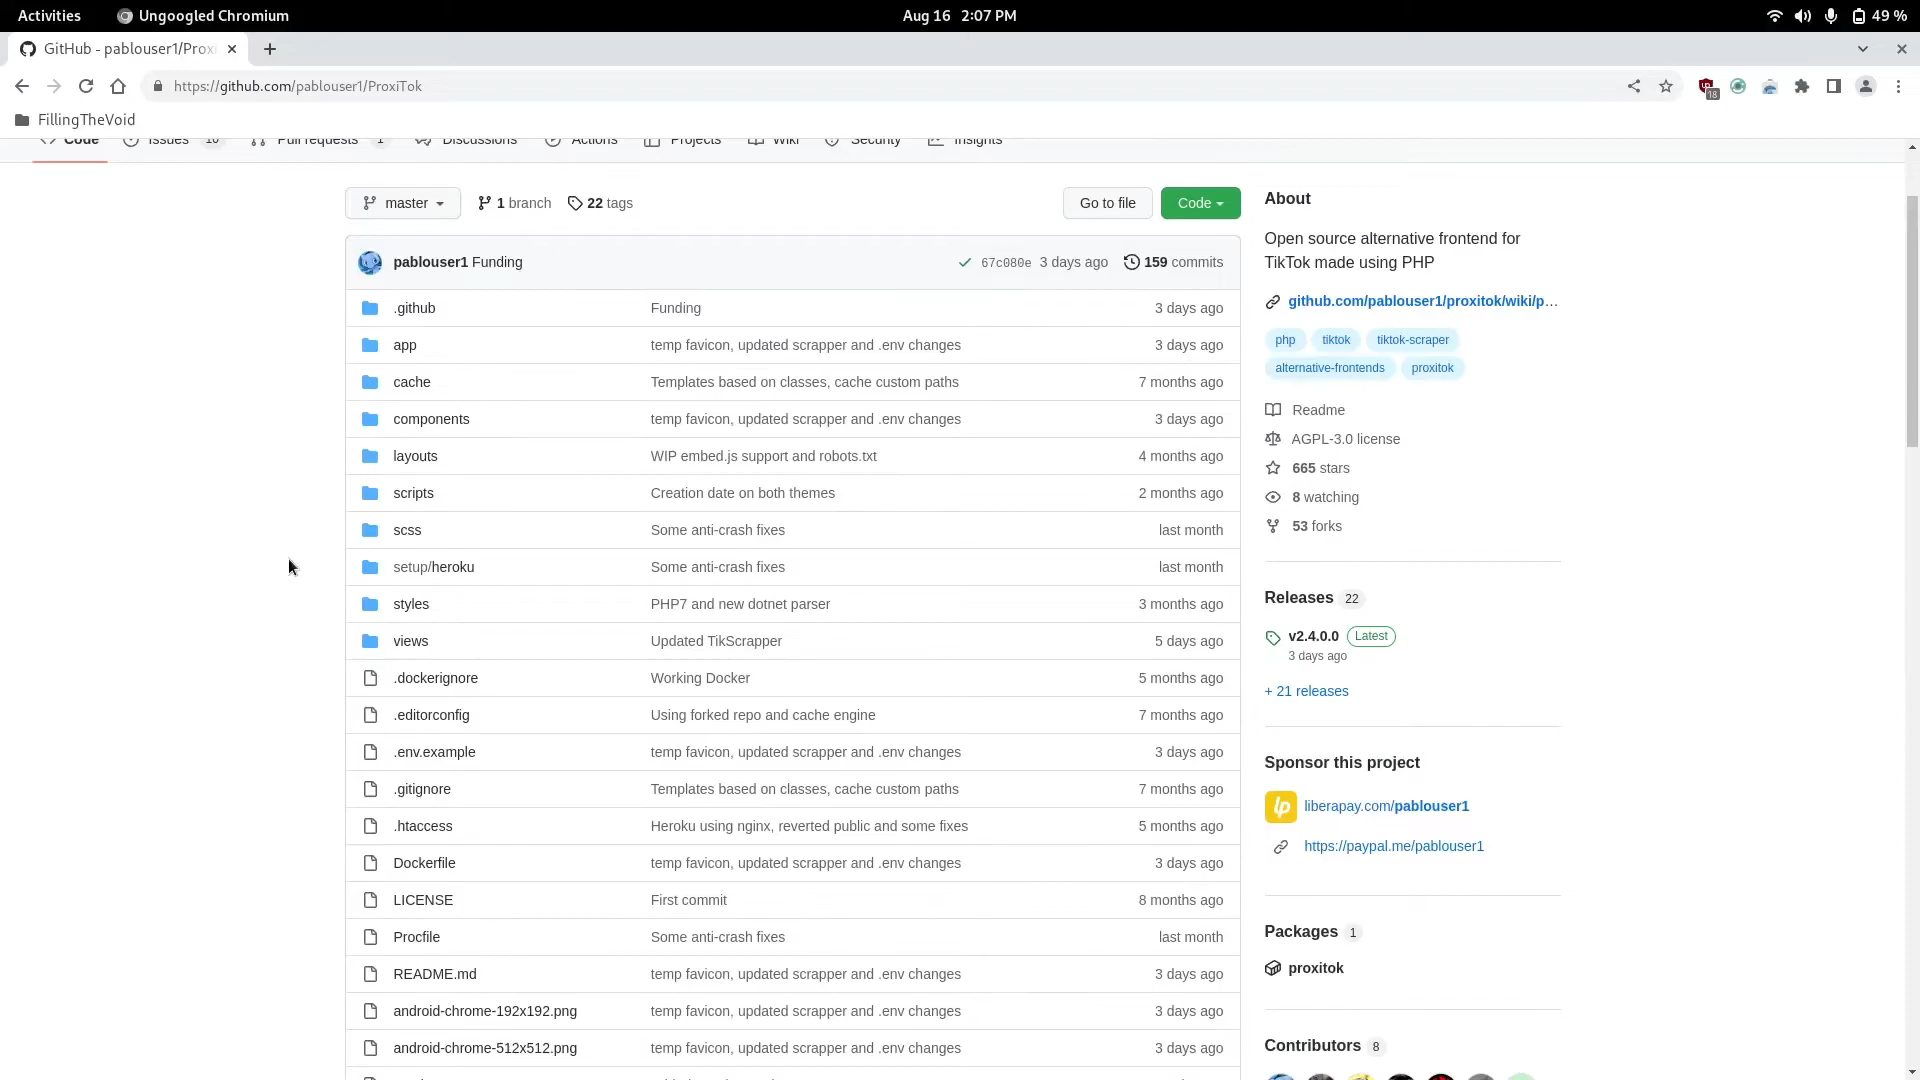 Activities Ungoogled Chromium Aug 16 2:07 PM 49 %
GitHub - pablouser1/Prox
https://github.com/pablouser1/ProxiTok 18
FillingTheVoid
Code Issues 10 Pull requests 1 Discussions Actions Projects Wiki Security Insights
master 1 branch 22 tags Go to file Code
pablouser1 Funding 67c080e 3 days ago 159 commits
.github Funding 3 days ago
app temp favicon, updated scrapper and .env changes 3 days ago
cache Templates based on classes, cache custom paths 7 months ago
components temp favicon, updated scrapper and .env changes 3 days ago
layouts WIP embed.js support and robots.txt 4 months ago
scripts Creation date on both themes 2 months ago
scss Some anti-crash fixes last month
setup/heroku Some anti-crash fixes last month
styles PHP7 and new dotnet parser 3 months ago
views Updated TikScrapper 5 days ago
.dockerignore Working Docker 5 months ago
.editorconfig Using forked repo and cache engine 7 months ago
.env.example temp favicon, updated scrapper and .env changes 3 days ago
.gitignore Templates based on classes, cache custom paths 7 months ago
.htaccess Heroku using nginx, reverted public and some fixes 5 months ago
Dockerfile temp favicon, updated scrapper and .env changes 3 days ago
LICENSE First commit 8 months ago
Procfile Some anti-crash fixes last month
README.md temp favicon, updated scrapper and .env changes 3 days ago
android-chrome-192x192.png temp favicon, updated scrapper and .env changes 3 days ago
android-chrome-512x512.png temp favicon, updated scrapper and .env changes 3 days ago
About
Open source alternative frontend for
TikTok made using PHP
github.com/pablouser1/proxitok/wiki/p…
php tiktok tiktok-scraper
alternative-frontends proxitok
Readme
AGPL-3.0 license
665 stars
8 watching
53 forks
Releases 22
v2.4.0.0 Latest
3 days ago
+ 21 releases
Sponsor this project
lp liberapay.com/pablouser1
https://paypal.me/pablouser1
Packages 1
proxitok
Contributors 8